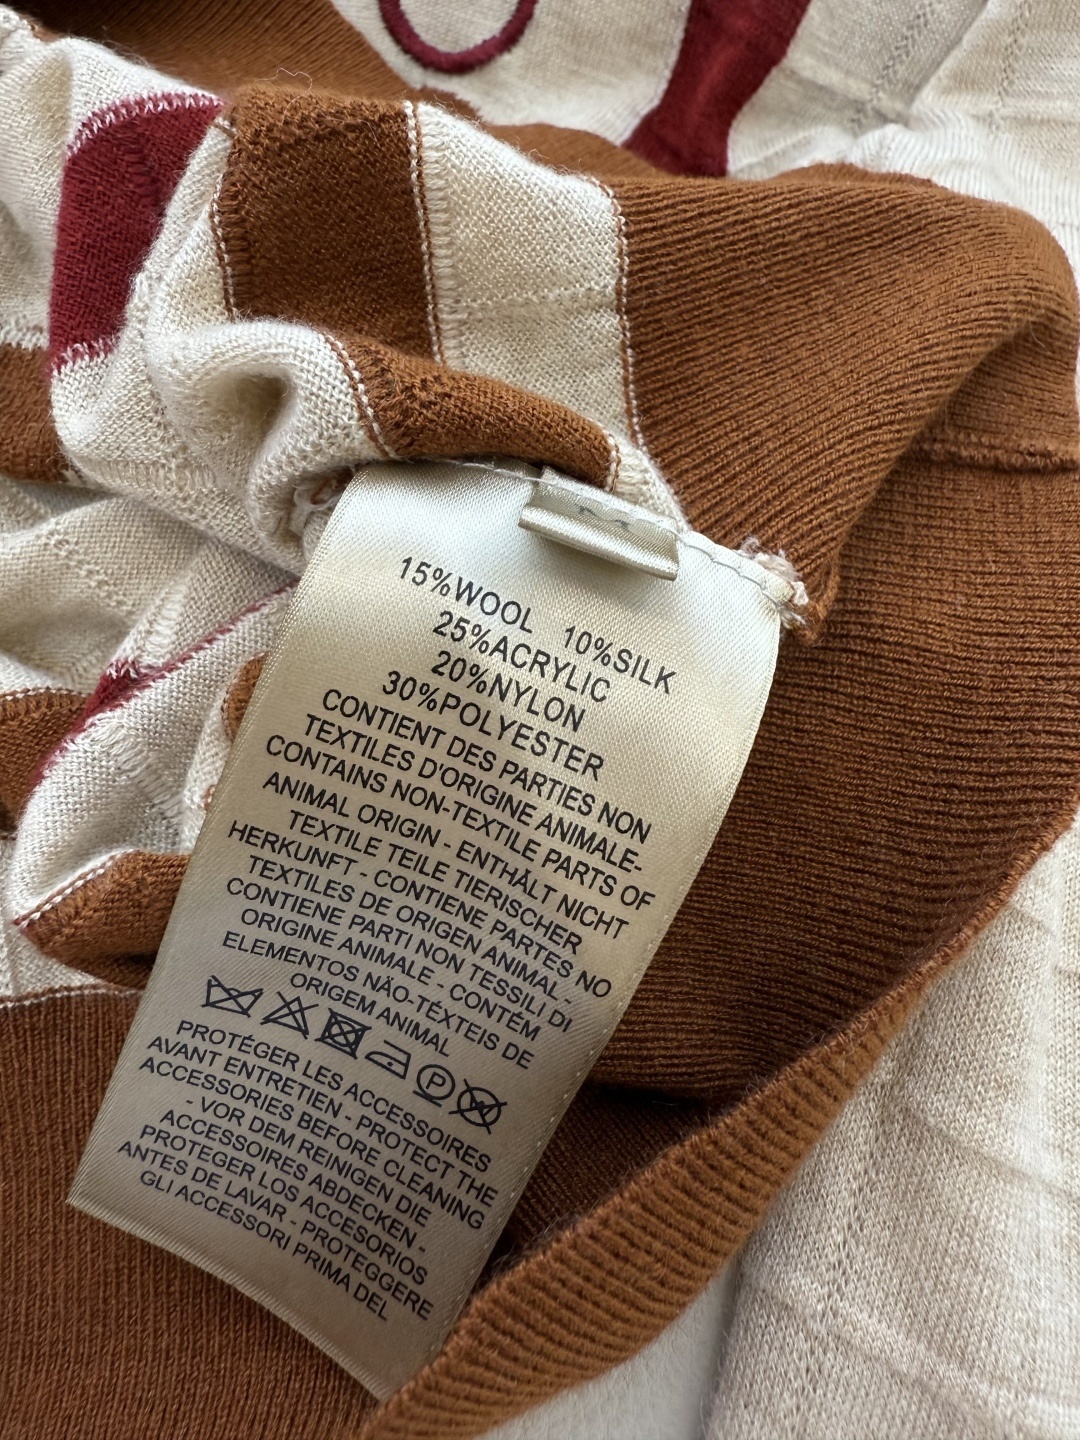 15%WOOL 10%SILK
25%ACRYLIC
20%NYLON
30%POLYESTER
CONTIENT DES PARTIES NON
TEXTILES D'ORIGINE ANIMALE-
CONTAINS NON-TEXTILE PARTS OF
ANIMAL ORIGIN - ENTHÄLT NICHT
TEXTILE TEILE TIERISCHER
HERKUNFT - CONTIENE PARTES NO
TEXTILES DE ORIGEN ANIMAL -
CONTIENE PARTI NON TESSILI DI
ORIGINE ANIMALE - CONTÉM
ELEMENTOS NÃO-TÉXTEIS DE
ORIGEM ANIMAL
P
PROTÉGER LES ACCESSOIRES
AVANT ENTRETIEN - PROTECT THE
ACCESSORIES BEFORE CLEANING
- VOR DEM REINIGEN DIE
ACCESSOIRES ABDECKEN -
PROTEGER LOS ACCESORIOS
ANTES DE LAVAR - PROTEGGERE
GLI ACCESSORI PRIMA DEL